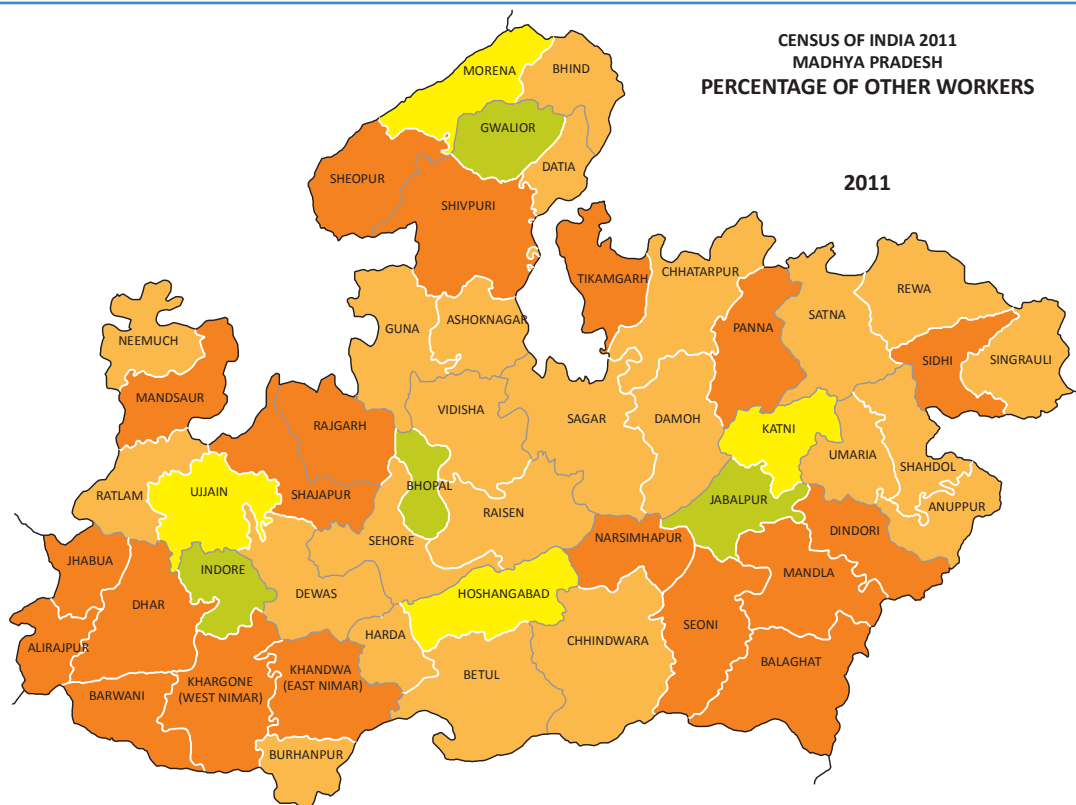 CENSUS OF INDIA 2011
MADHYA PRADESH
PERCENTAGE OF OTHER WORKERS
2011
MORENA
BHIND
GWALIOR
DATIA
SHEOPUR
SHIVPURI
TIKAMGARH
CHHATARPUR
REWA
PANNA
SATNA
SIDHI
SINGRAULI
NEEMUCH
GUNA
ASHOKNAGAR
MANDSAUR
RAJGARH
VIDISHA
SAGAR
DAMOH
KATNI
UMARIA
SHAHDOL
ANUPPUR
RATLAM
UJJAIN
SHAJAPUR
BHOPAL
RAISEN
JABALPUR
SEHORE
NARSIMHAPUR
DINDORI
JHABUA
INDORE
DEWAS
HOSHANGABAD
MANDLA
DHAR
HARDA
CHHINDWARA
SEONI
BALAGHAT
ALIRAJPUR
BARWANI
KHARGONE
(WEST NIMAR)
KHANDWA
(EAST NIMAR)
BETUL
BURHANPUR